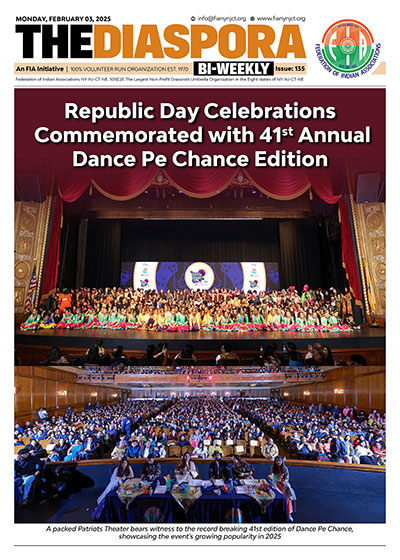 MONDAY, FEBRUARY 03, 2025
info@fianynjct.org www.fianynjct.org
THEDIASPORA
An FIA Initiative | 100% VOLUNTEER RUN ORGANIZATION EST. 1970
BI-WEEKLY Issue: 135
FEDERATION OF INDIAN ASSOCIATIONS
Republic Day Celebrations
Commemorated with 41st Annual
Dance Pe Chance Edition
A packed Patriots Theater bears witness to the record breaking 41st edition of Dance Pe Chance,
showcasing the event's growing popularity in 2025